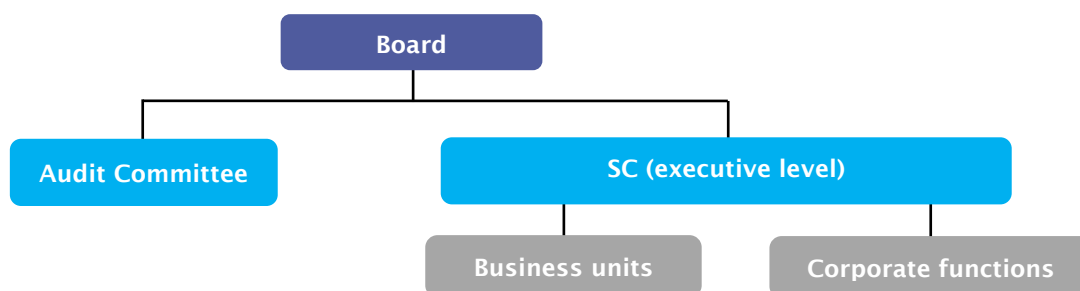 Board
Audit Committee
SC (executive level)
Business units
Corporate functions